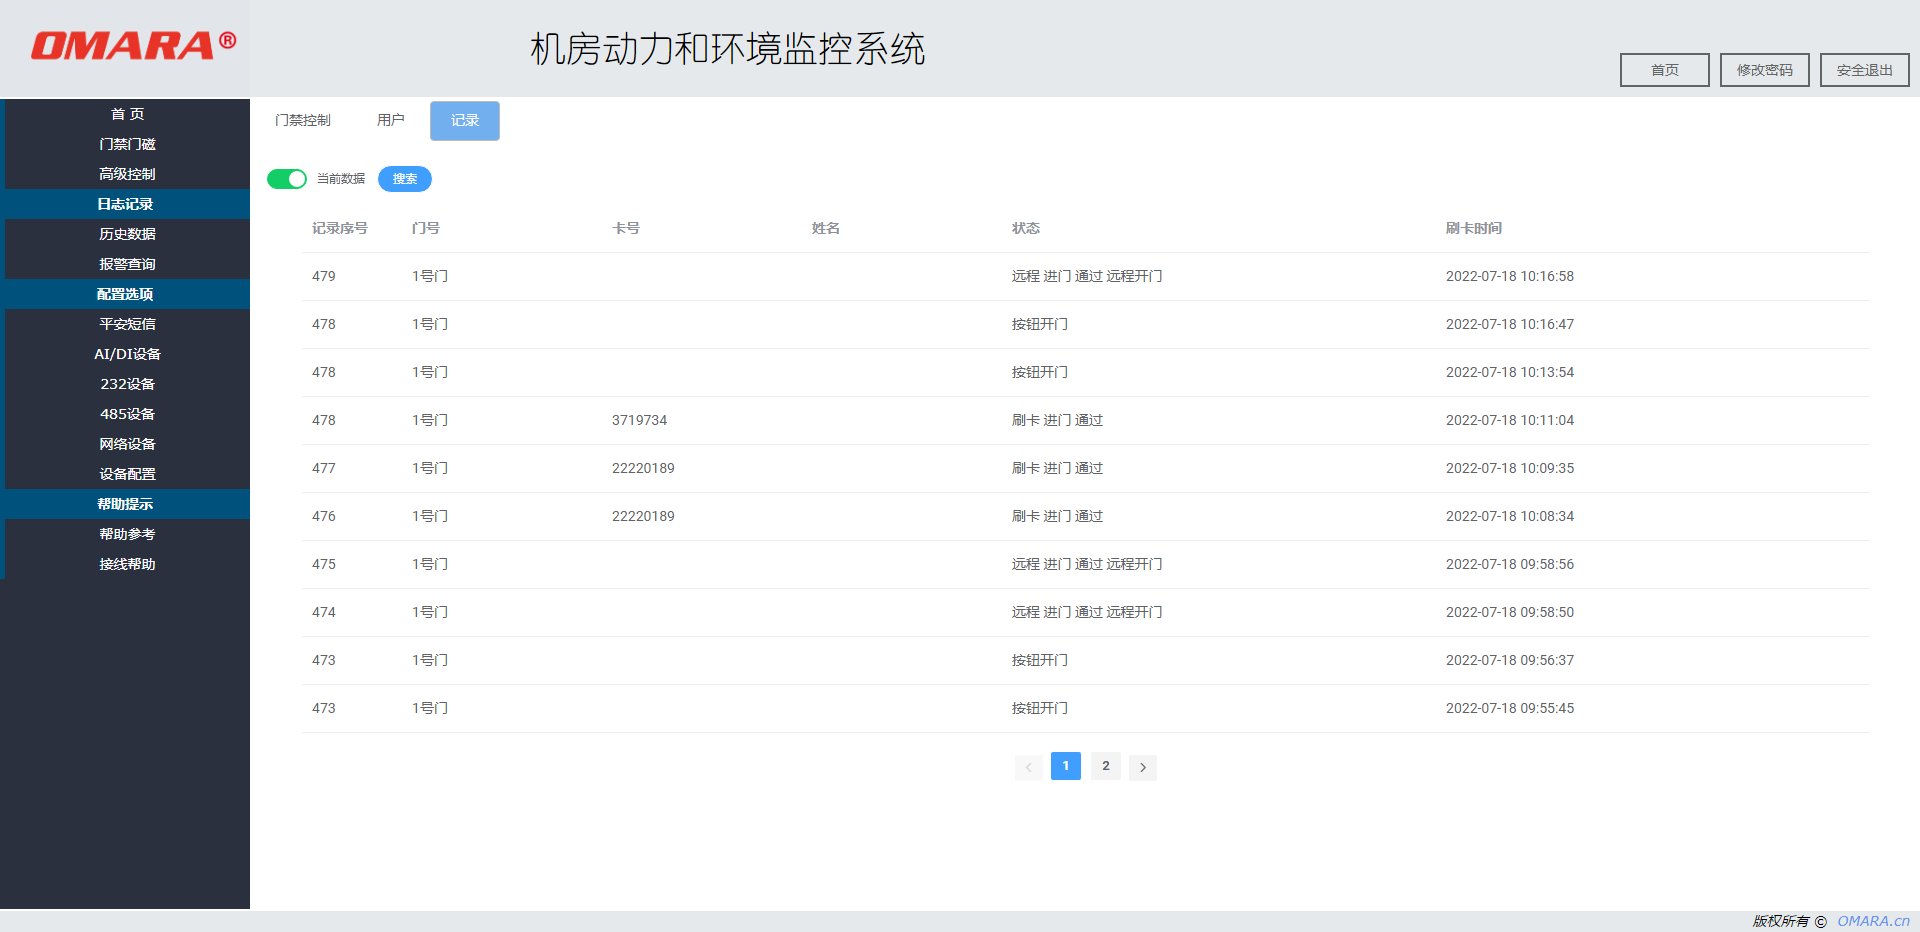 OMARA®
机房动力和环境监控系统
首页 修改密码 安全退出
首 页
门禁门磁
高级控制
日志记录
历史数据
报警查询
配置选项
平安短信
AI/DI设备
232设备
485设备
网络设备
设备配置
帮助提示
帮助参考
接线帮助
门禁控制 用户 记录
当前数据 搜索
记录序号 门号 卡号 姓名 状态 刷卡时间
479 1号门 远程 进门 通过 远程开门 2022-07-18 10:16:58
478 1号门 按钮开门 2022-07-18 10:16:47
478 1号门 按钮开门 2022-07-18 10:13:54
478 1号门 3719734 刷卡 进门 通过 2022-07-18 10:11:04
477 1号门 22220189 刷卡 进门 通过 2022-07-18 10:09:35
476 1号门 22220189 刷卡 进门 通过 2022-07-18 10:08:34
475 1号门 远程 进门 通过 远程开门 2022-07-18 09:58:56
474 1号门 远程 进门 通过 远程开门 2022-07-18 09:58:50
473 1号门 按钮开门 2022-07-18 09:56:37
473 1号门 按钮开门 2022-07-18 09:55:45
1 2
版权所有 © OMARA.cn